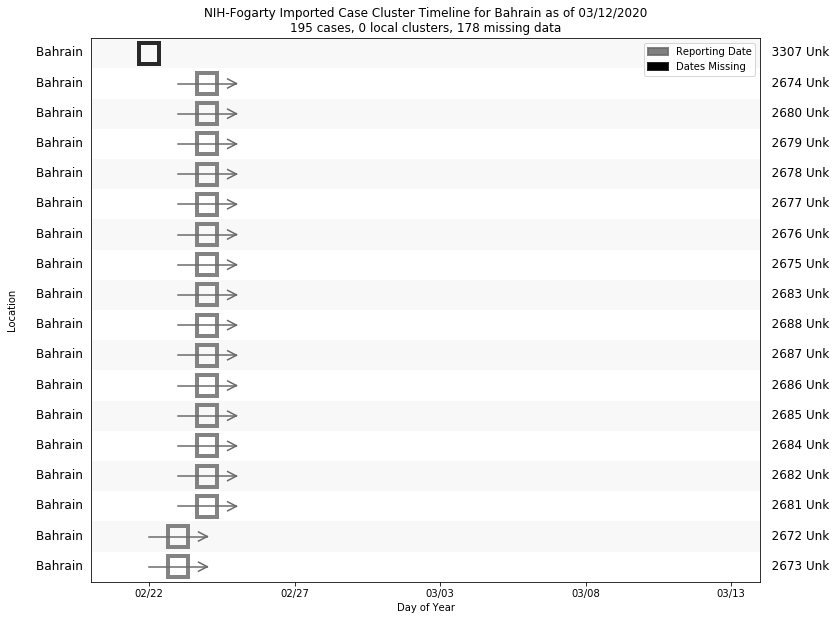 NIH-Fogarty Imported Case Cluster Timeline for Bahrain as of 03/12/2020
195 cases, 0 local clusters, 178 missing data
Reporting Date
Dates Missing
Bahrain 3307 Unk
Bahrain 2674 Unk
Bahrain 2680 Unk
Bahrain 2679 Unk
Bahrain 2678 Unk
Bahrain 2677 Unk
Bahrain 2676 Unk
Bahrain 2675 Unk
Bahrain 2683 Unk
Bahrain 2688 Unk
Bahrain 2687 Unk
Bahrain 2686 Unk
Bahrain 2685 Unk
Bahrain 2684 Unk
Bahrain 2682 Unk
Bahrain 2681 Unk
Bahrain 2672 Unk
Bahrain 2673 Unk
Location
02/22 02/27 03/03 03/08 03/13
Day of Year